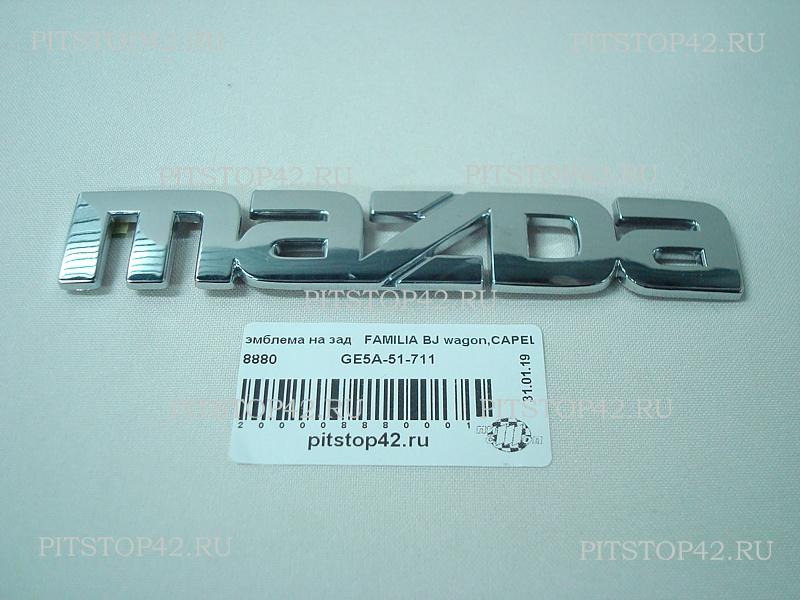 PITSTOP42.RU PITSTOP42.RU
PITSTOP42.RU PITSTOP42.RU
mazda
PITSTOP42.RU
эмблема на зад FAMILIA BJ wagon,CAPEL
8880 GE5A-51-711
31.01.19
PITSTOP42.RU PITSTOP42.RU
200008880001
pitstop42.ru
PITSTOP42.RU PITSTOP42.RU